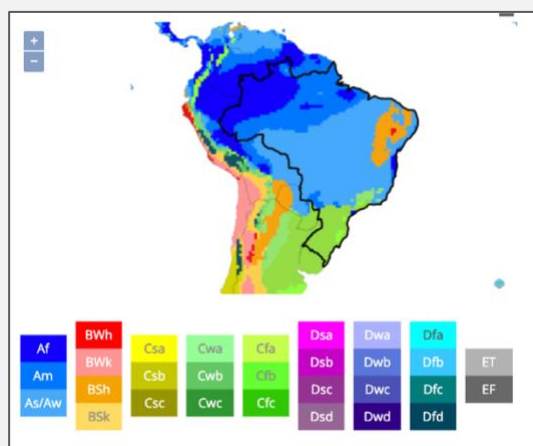 +
−
Af
Am
As/Aw
BWh
BWk
BSh
BSk
Csa
Csb
Csc
Cwa
Cwb
Cwc
Cfa
Cfb
Cfc
Dsa
Dsb
Dsc
Dsd
Dwa
Dwb
Dwc
Dwd
Dfa
Dfb
Dfc
Dfd
ET
EF